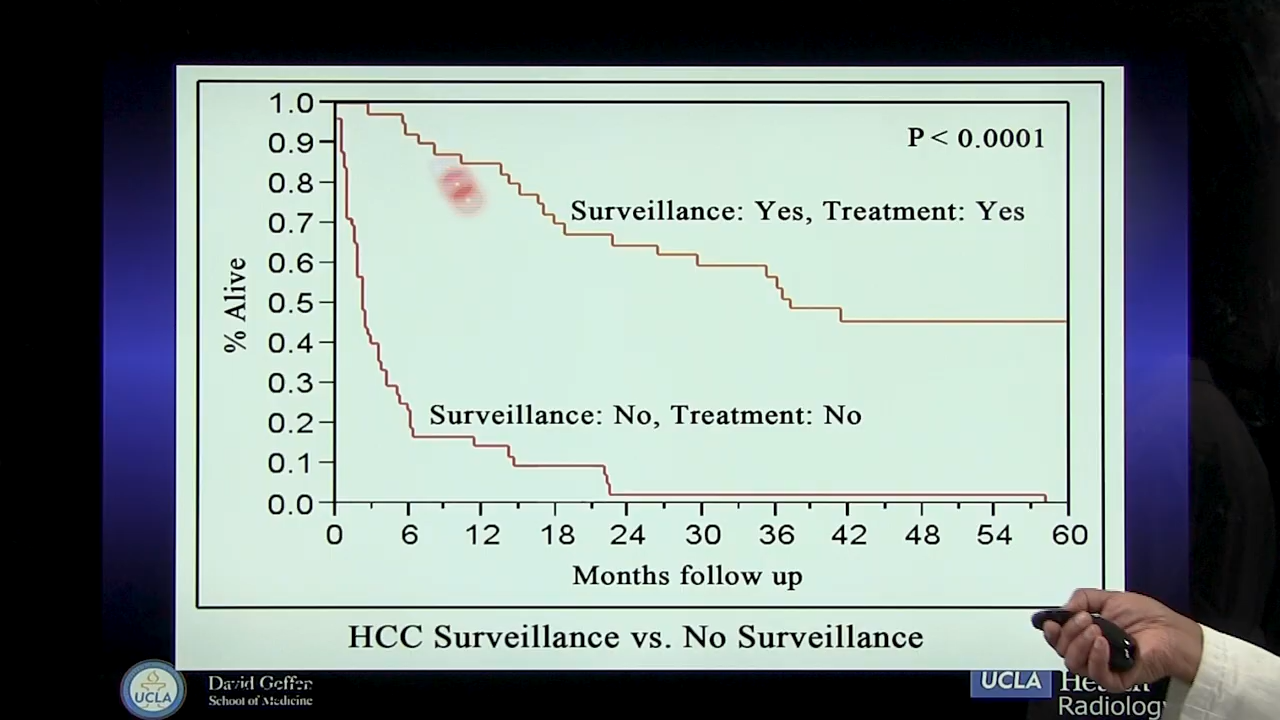 P < 0.0001
Surveillance: Yes, Treatment: Yes
Surveillance: No, Treatment: No
% Alive
1.0
0.9
0.8
0.7
0.6
0.5
0.4
0.3
0.2
0.1
0.0
0 6 12 18 24 30 36 42 48 54 60
Months follow up
HCC Surveillance vs. No Surveillance
UCLA
David Geffen
School of Medicine
UCLA
Radiology